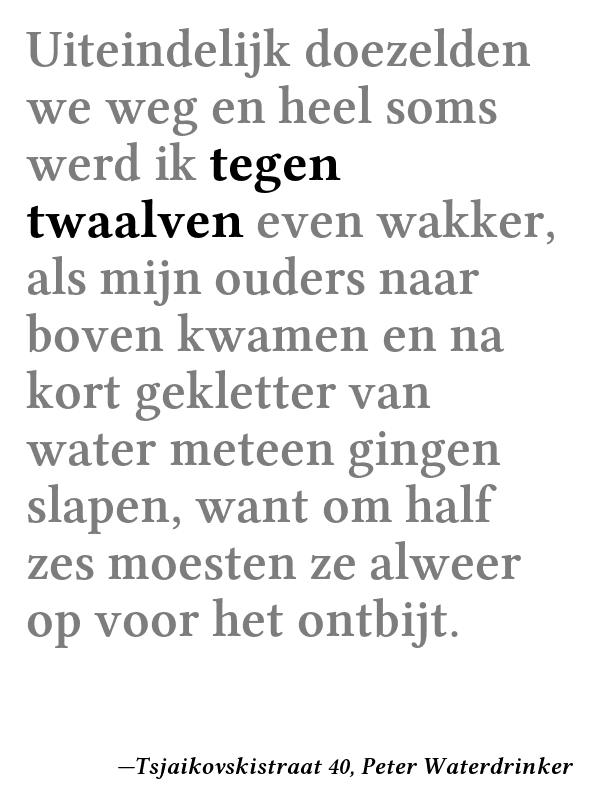 Uiteindelijk doezelden
we weg en heel soms
werd ik tegen
twaalven even wakker,
als mijn ouders naar
boven kwamen en na
kort gekletter van
water meteen gingen
slapen, want om half
zes moesten ze alweer
op voor het ontbijt.
—Tsjaikovskistraat 40, Peter Waterdrinker